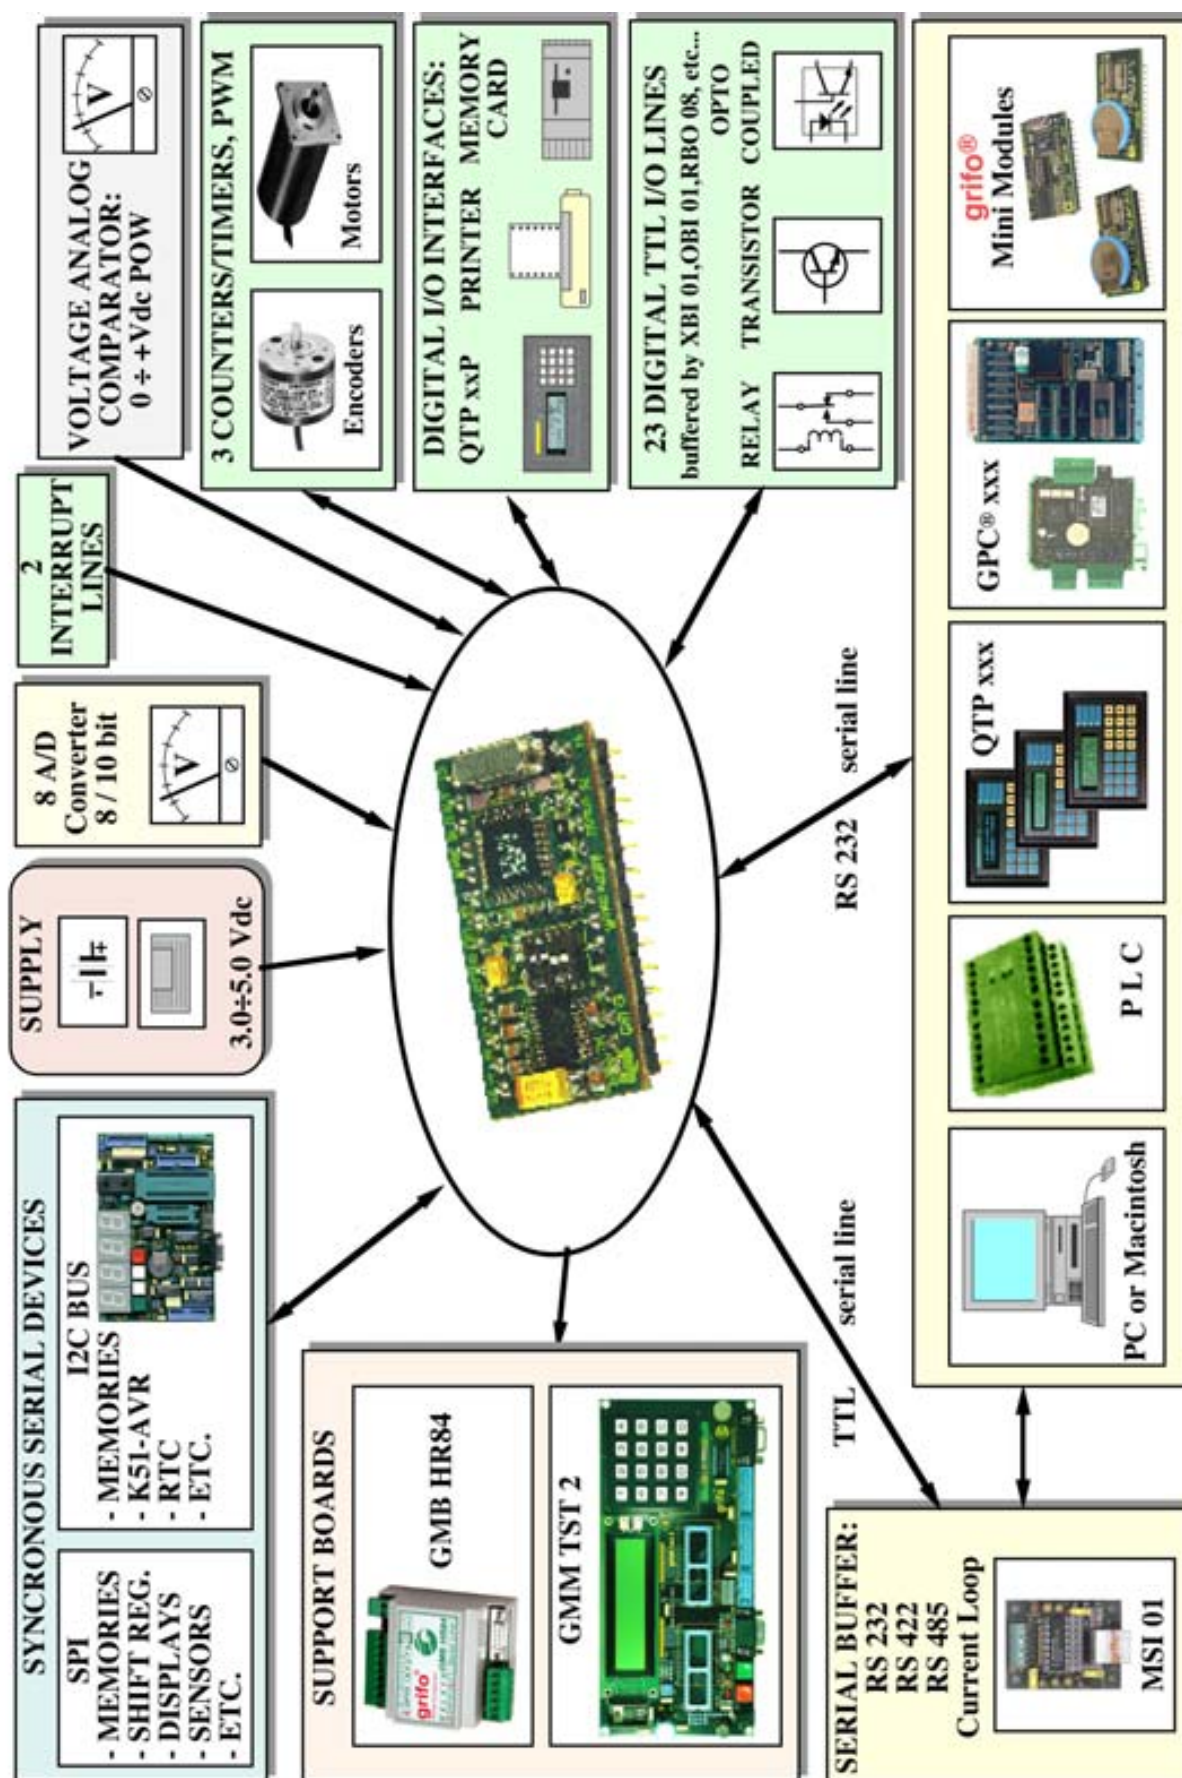 SYNCRONOUS SERIAL DEVICES
SPI
- MEMORIES
- SHIFT REG.
- DISPLAYS
- SENSORS
- ETC.
I2C BUS
- MEMORIES
- K51-AVR
- RTC
- ETC.
SUPPLY
3.0÷5.0 Vdc
8 A/D
Converter
8 / 10 bit
V
2
INTERRUPT
LINES
VOLTAGE ANALOG
COMPARATOR:
0 ÷ +Vdc POW
V
3 COUNTERS/TIMERS, PWM
Encoders
Motors
DIGITAL I/O INTERFACES:
QTP xxP
PRINTER
MEMORY
CARD
23 DIGITAL TTL I/O LINES
buffered by XBI 01,OBI 01,RBO 08, etc...
RELAY
TRANSISTOR
OPTO
COUPLED
SUPPORT BOARDS
GMB HR84
grifo®
GMM TST 2
TTL
serial line
RS 232
serial line
SERIAL BUFFER:
RS 232
RS 422
RS 485
Current Loop
MSI 01
PC or Macintosh
P L C
QTP xxx
GPC® xxx
grifo®
Mini Modules